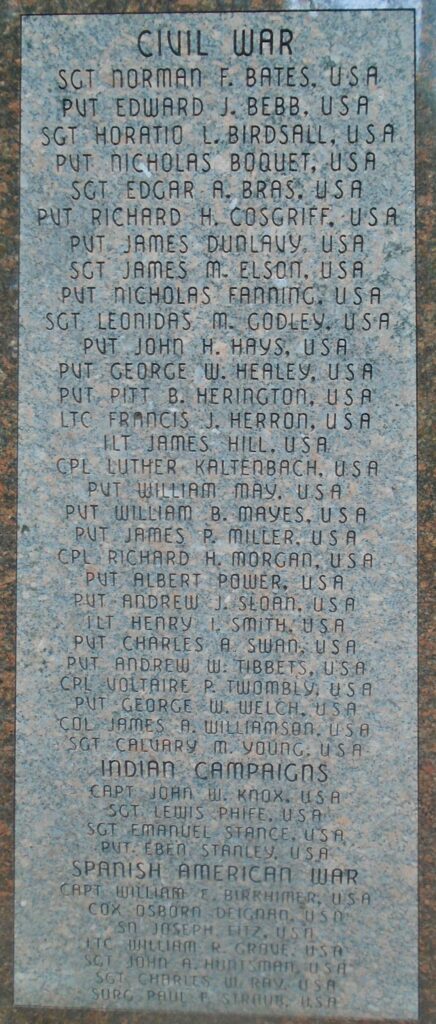 CIVIL WAR
SGT NORMAN F. BATES, USA
PVT EDWARD J. BEBB, USA
SGT HORATIO L. BIRDSALL, USA
PVT NICHOLAS BOQUET, USA
SGT EDGAR A. BRAS, USA
PVT RICHARD H. COSGRIFF, USA
PVT JAMES DUNLAVY, USA
SGT JAMES M. ELSON, USA
PVT NICHOLAS FANNING, USA
SGT LEONIDAS M. GODLEY, USA
PVT JOHN H. HAYS, USA
PVT GEORGE W. HEALEY, USA
PVT PITT B. HERINGTON, USA
LTC FRANCIS J. HERRON, USA
1LT JAMES HILL, USA
CPL LUTHER KALTENBACH, USA
PVT WILLIAM MAY, USA
PVT WILLIAM B. MAYES, USA
PVT JAMES P. MILLER, USA
CPL RICHARD H. MORGAN, USA
PVT ALBERT POWER, USA
PVT ANDREW J. SLOAN, USA
1LT HENRY I. SMITH, USA
PVT CHARLES A. SWAN, USA
PVT ANDREW W. TIBBETS, USA
CPL VOLTAIRE P. TWOMBLY, USA
PVT GEORGE W. WELCH, USA
COL JAMES A. WILLIAMSON, USA
SGT CALVARY M. YOUNG, USA
INDIAN CAMPAIGNS
CAPT JOHN W. KNOX, USA
SGT LEWIS PHIFE, USA
SGT EMANUEL STANCE, USA
PVT EBEN STANLEY, USA
SPANISH AMERICAN WAR
CAPT WILLIAM E. BIRKHIMER, USA
COX OSBORN DEIGNAN, USN
SN JOSEPH FITZ, USN
LTC WILLIAM R. GROVE, USA
SGT JOHN A. HUNTSMAN, USA
SGT CHARLES W. RAY, USA
SURG PAUL F. STRAUB, USA